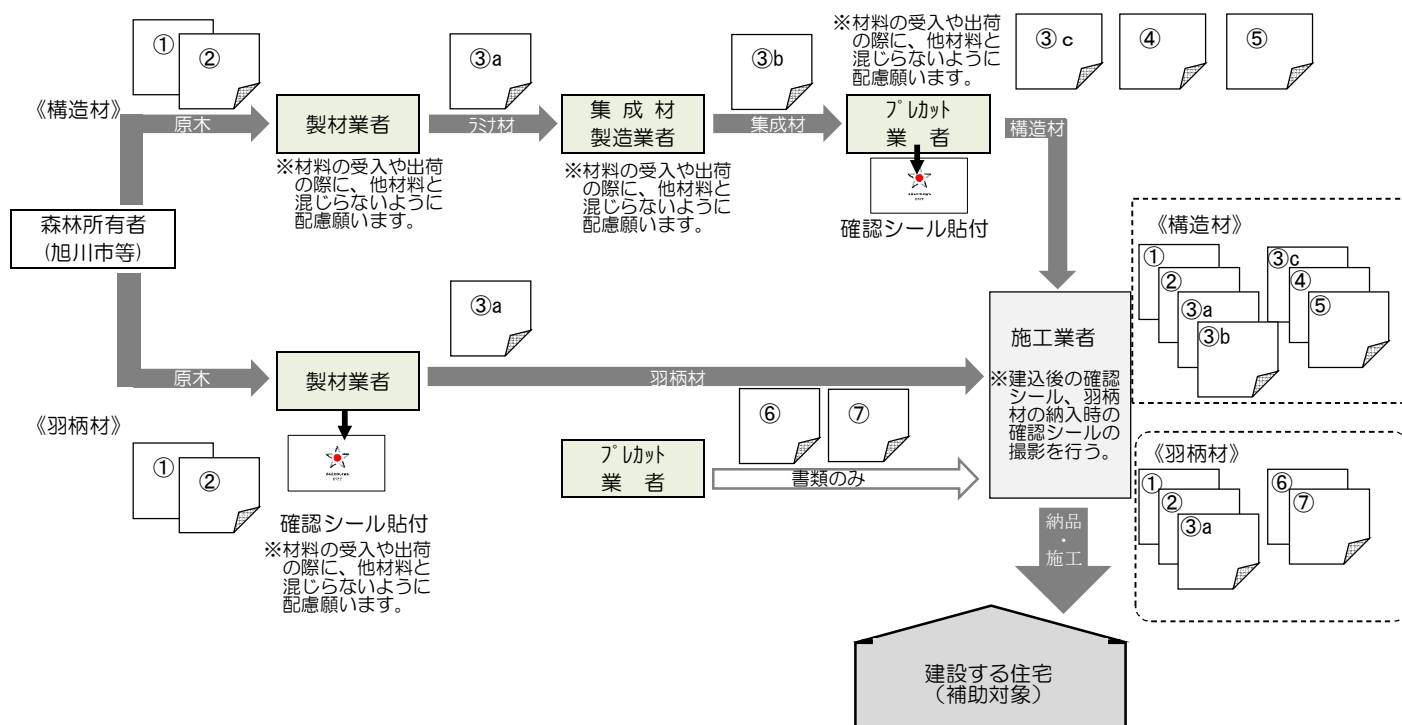 ①
②
《構造材》
原木
製材業者
※材料の受入や出荷
の際に、他材料と
混じらないように
配慮願います。
③a
ﾗﾐﾅ材
集 成 材
製造業者
※材料の受入や出荷
の際に、他材料と
混じらないように
配慮願います。
③b
集成材
※材料の受入や出荷
の際に、他材料と
混じらないように
配慮願います。
ﾌﾟﾚｶｯﾄ
業 者
確認シール貼付
③ c
④
⑤
構造材
森林所有者
(旭川市等)
原木
製材業者
《羽柄材》
①
②
確認シール貼付
※材料の受入や出荷
の際に、他材料と
混じらないように
配慮願います。
③a
羽柄材
⑥
⑦
ﾌﾟﾚｶｯﾄ
業 者
書類のみ
施工業者
※建込後の確認
シール、羽柄
材の納入時の
確認シールの
撮影を行う。
《構造材》
①
②
③a
③b
③c
④
⑤
《羽柄材》
①
②
③a
⑥
⑦
納品
・
施工
建設する住宅
（補助対象）